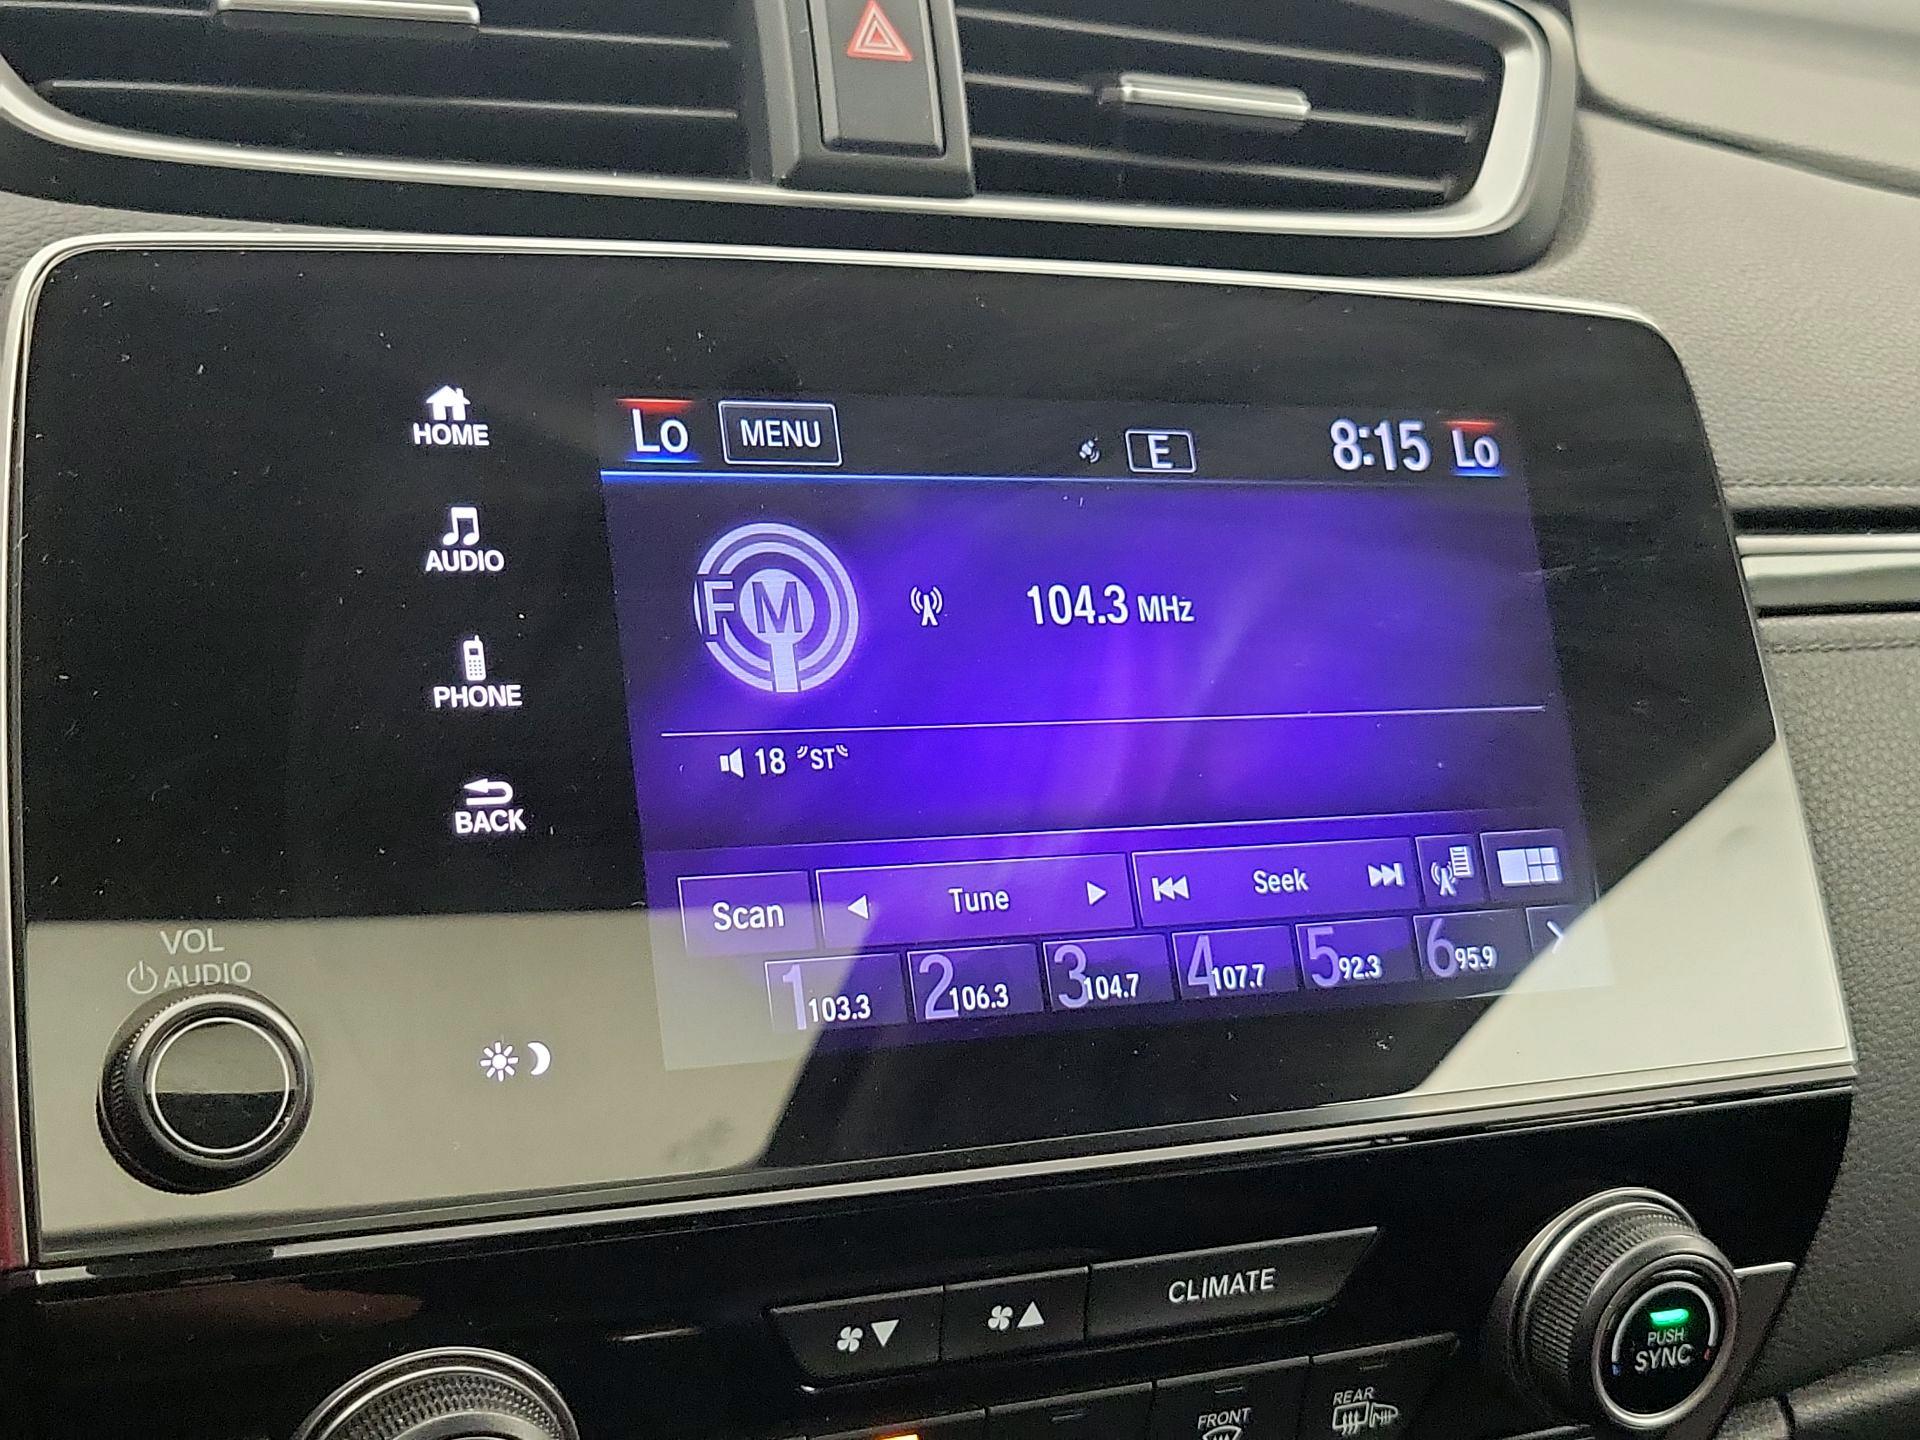 HOME
AUDIO
PHONE
BACK
VOL
AUDIO
Lo MENU E 8:15 Lo
FM 104.3 MHz
18 ST
Scan Tune Seek
1 103.3 2 106.3 3 104.7 4 107.7 5 92.3 6 95.9
CLIMATE
PUSH
SYNC
FRONT
REAR